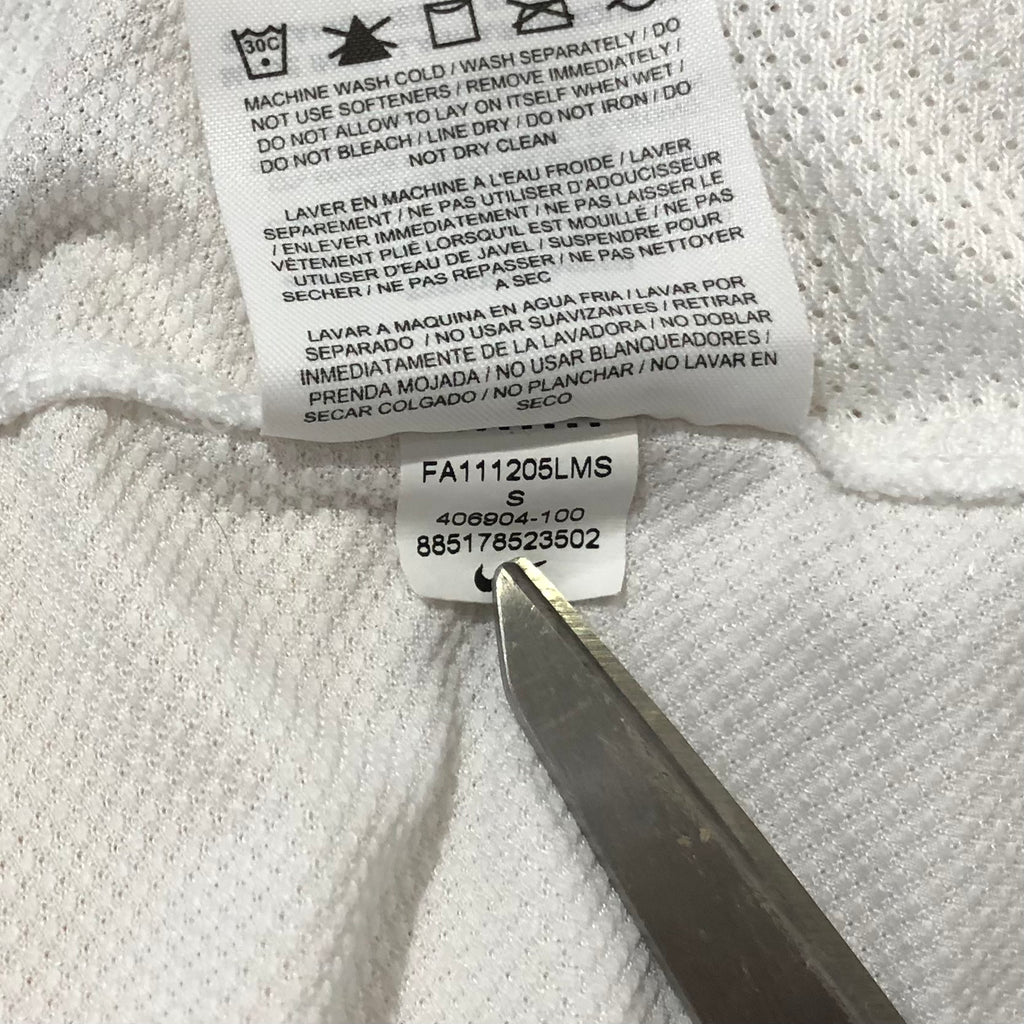 30C
MACHINE WASH COLD / WASH SEPARATELY / DO
NOT USE SOFTENERS / REMOVE IMMEDIATELY /
DO NOT ALLOW TO LAY ON ITSELF WHEN WET /
DO NOT BLEACH / LINE DRY / DO NOT IRON / DO
NOT DRY CLEAN
LAVER EN MACHINE A L'EAU FROIDE / LAVER
SEPAREMENT / NE PAS UTILISER D'ADOUCISSEUR
/ ENLEVER IMMEDIATEMENT / NE PAS LAISSER LE
VÊTEMENT PLIÉ LORSQU'IL EST MOUILLÉ / NE PAS
UTILISER D'EAU DE JAVEL / SUSPENDRE POUR
SECHER / NE PAS REPASSER / NE PAS NETTOYER
A SEC
LAVAR A MAQUINA EN AGUA FRIA / LAVAR POR
SEPARADO / NO USAR SUAVIZANTES / RETIRAR
INMEDIATAMENTE DE LA LAVADORA / NO DOBLAR
PRENDA MOJADA / NO USAR BLANQUEADORES /
SECAR COLGADO / NO PLANCHAR / NO LAVAR EN
SECO
FA111205LMS
S
406904-100
885178523502